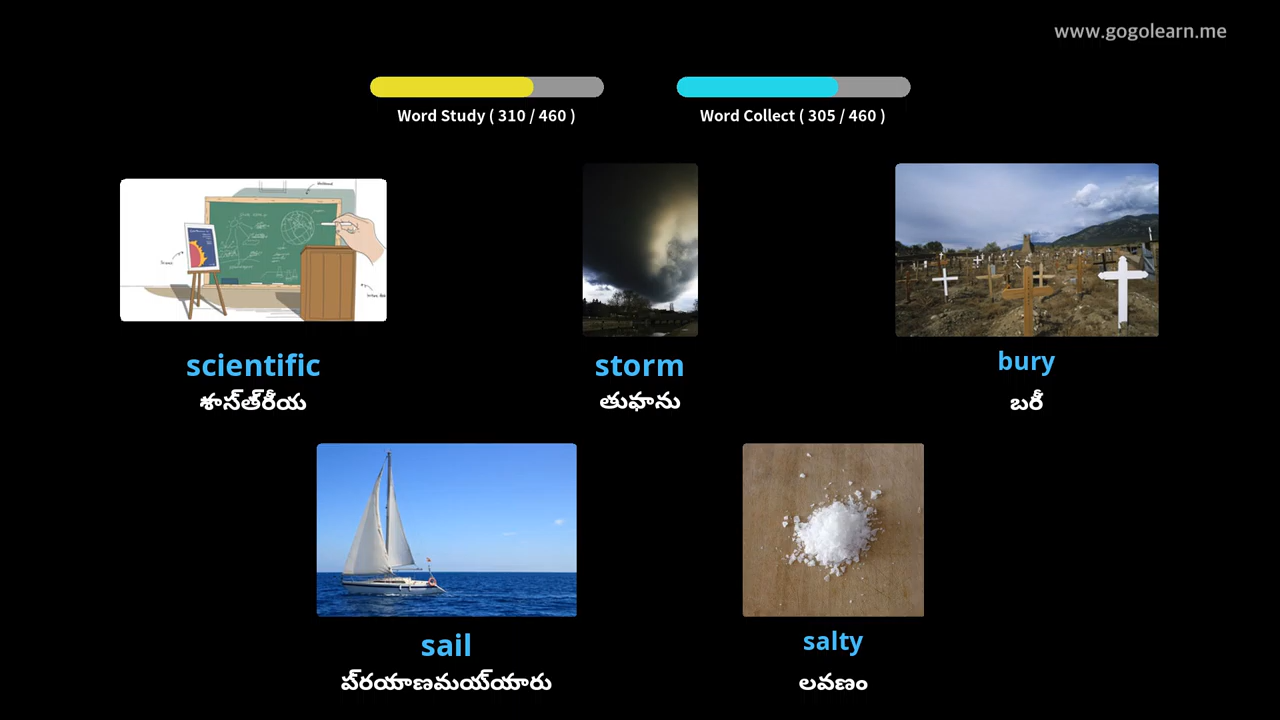 www.gogolearn.me
Word Study ( 310 / 460 )
Word Collect ( 305 / 460 )
scientific
శాస్త్రీయ
storm
తుఫాను
bury
బరీ
sail
ప్రయాణమయ్యారు
salty
లవణం